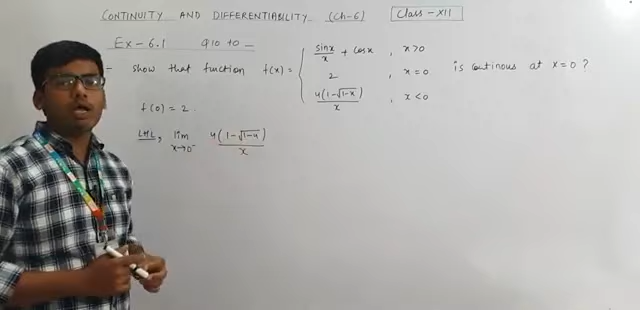 CONTINUITY AND DIFFERENTIABILITY (Ch-6) Class-XII
Ex-6.1 Q10 to —
- show that function f(x) = { sinx/x + cosx , x>0
2 , x=0 is continous at x=0 ?
4(1-√1-x)/x , x<0
f(0) = 2.
LHL, lim x→0⁻ 4(1-√1-x)/x